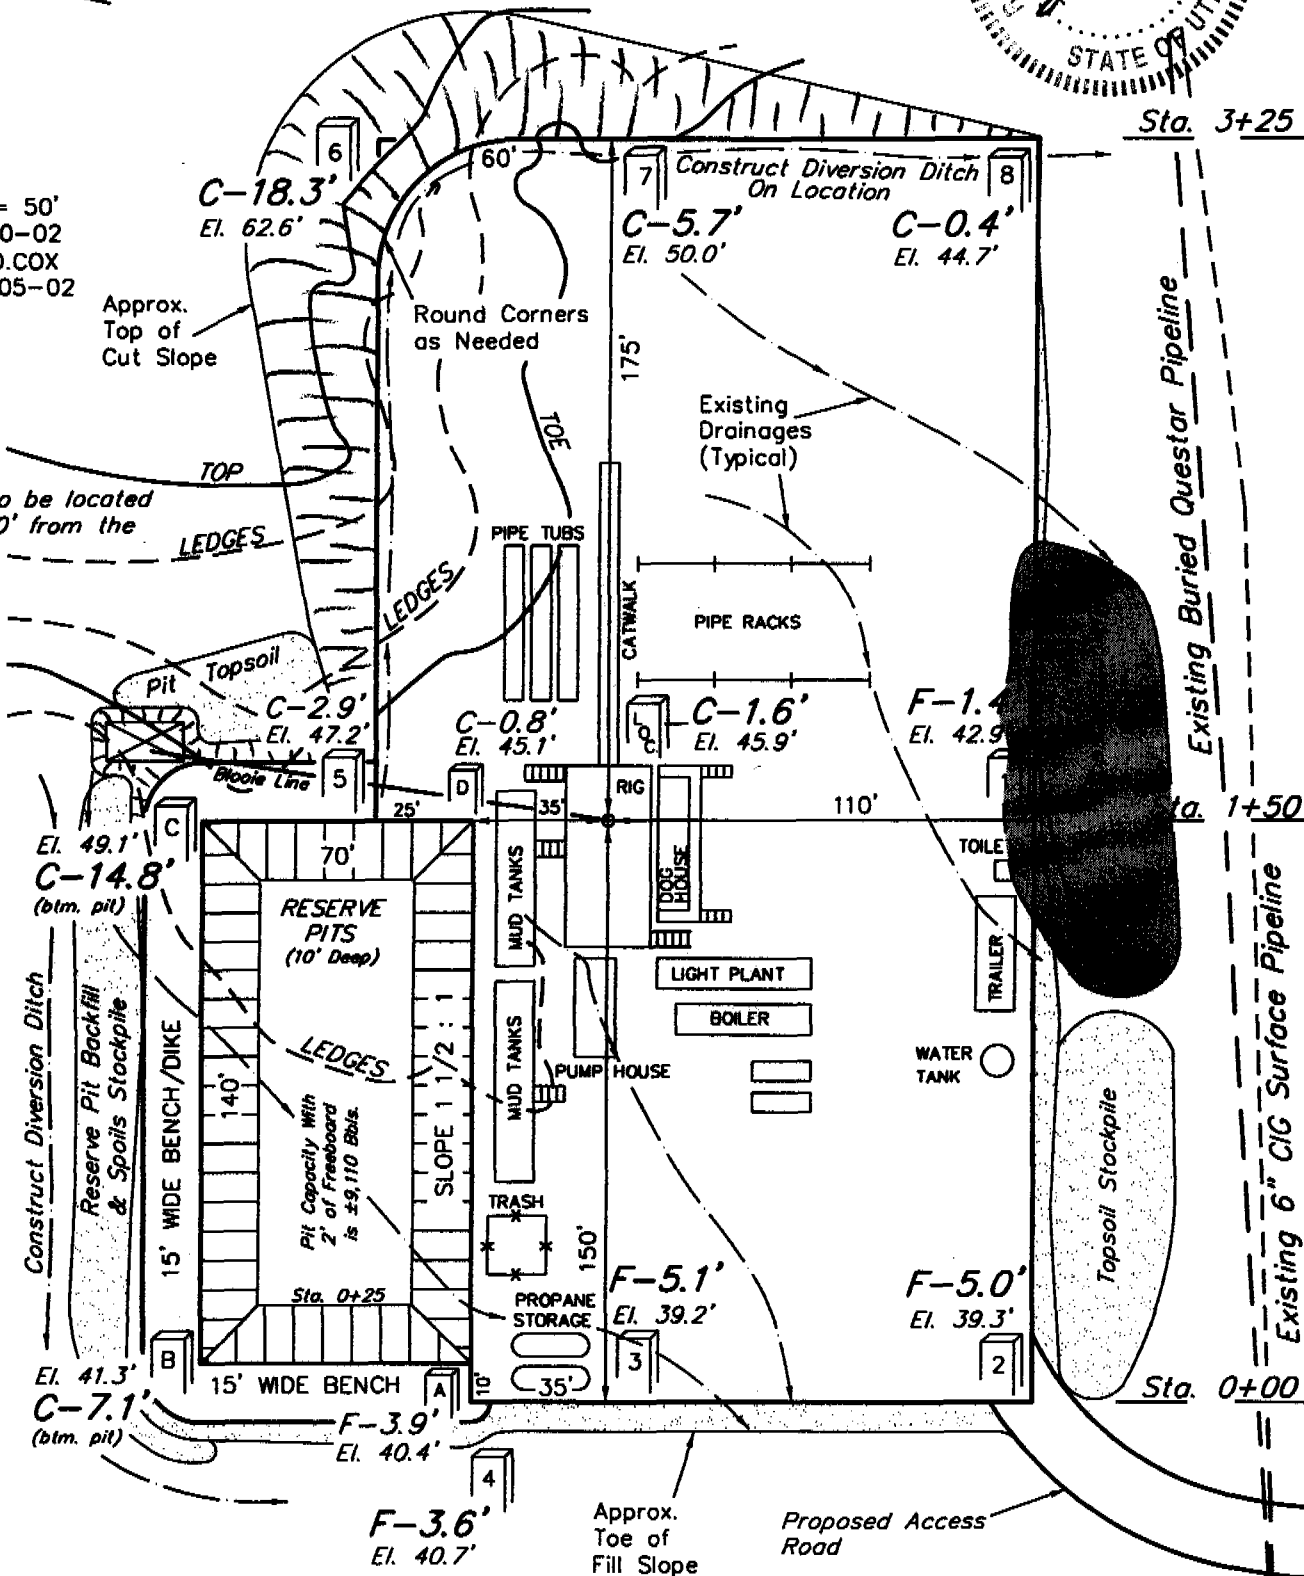 STATE OF UT
Sta. 3+25
6
60'
7
Construct Diversion Ditch
On Location
8
C-18.3'
El. 62.6'
C-5.7'
El. 50.0'
C-0.4'
El. 44.7'
= 50'
0-02
D.COX
05-02
Approx.
Top of
Cut Slope
Round Corners
as Needed
175'
Existing
Drainages
(Typical)
Existing Buried Questar Pipeline
TOE
TOP
o be located
0' from the
LEDGES
LEDGES
PIPE TUBS
CATWALK
PIPE RACKS
Pit Topsoil
C-2.9'
El. 47.2'
C-0.8'
El. 45.1'
LOC.
C-1.6'
El. 45.9'
F-1.4
El. 42.9
Blooie Line
5
D
RIG
C
25'
35'
110'
ta. 1+50
El. 49.1'
C-14.8'
(btm. pit)
70'
MUD TANKS
DOG HOUSE
TOILE
RESERVE
PITS
(10' Deep)
LIGHT PLANT
TRAILER
BOILER
Construct Diversion Ditch
Reserve Pit Backfill
& Spoils Stockpile
15' WIDE BENCH/DIKE
140'
LEDGES
SLOPE 1 1/2 : 1
MUD TANKS
PUMP HOUSE
WATER
TANK
Pit Capacity With
2' of Freeboard
is ±9,110 Bbls.
TRASH
150'
Topsoil Stockpile
Existing 6" CIG Surface Pipeline
Sta. 0+25
PROPANE
STORAGE
F-5.1'
El. 39.2'
F-5.0'
El. 39.3'
B
3
2
El. 41.3'
C-7.1'
(btm. pit)
15' WIDE BENCH
A
10'
35'
Sta. 0+00
F-3.9'
El. 40.4'
4
F-3.6'
El. 40.7'
Approx.
Toe of
Fill Slope
Proposed Access
Road